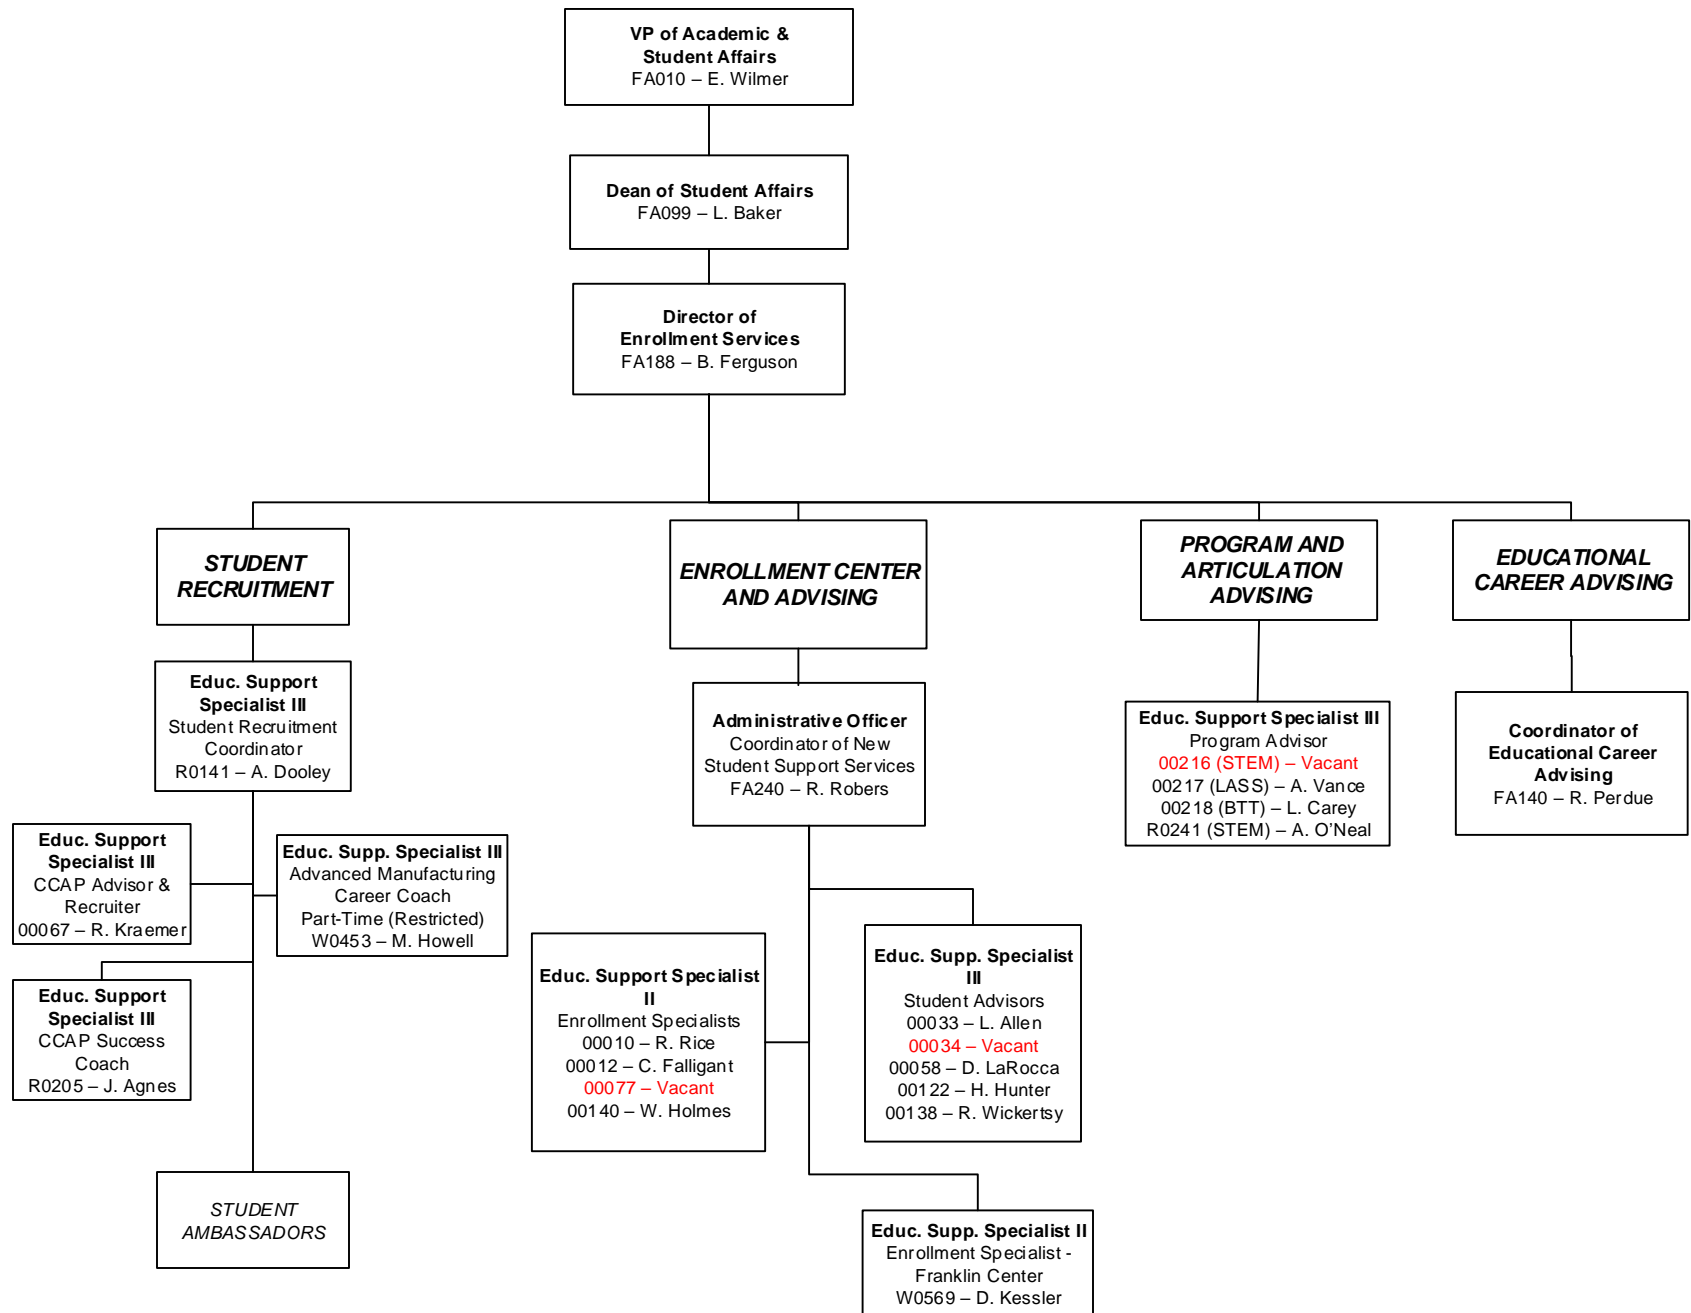 VP of Academic &
Student Affairs
FA010 – E. Wilmer
Dean of Student Affairs
FA099 – L. Baker
Director of
Enrollment Services
FA188 – B. Ferguson
STUDENT
RECRUITMENT
Educ. Support
Specialist III
Student Recruitment
Coordinator
R0141 – A. Dooley
Educ. Support
Specialist III
CCAP Advisor &
Recruiter
00067 – R. Kraemer
Educ. Supp. Specialist III
Advanced Manufacturing
Career Coach
Part-Time (Restricted)
W0453 – M. Howell
Educ. Support
Specialist III
CCAP Success
Coach
R0205 – J. Agnes
STUDENT
AMBASSADORS
ENROLLMENT CENTER
AND ADVISING
Administrative Officer
Coordinator of New
Student Support Services
FA240 – R. Robers
Educ. Support Specialist
II
Enrollment Specialists
00010 – R. Rice
00012 – C. Falligant
00077 – Vacant
00140 – W. Holmes
Educ. Supp. Specialist
III
Student Advisors
00033 – L. Allen
00034 – Vacant
00058 – D. LaRocca
00122 – H. Hunter
00138 – R. Wickertsy
Educ. Supp. Specialist II
Enrollment Specialist -
Franklin Center
W0569 – D. Kessler
PROGRAM AND
ARTICULATION
ADVISING
Educ. Support Specialist III
Program Advisor
00216 (STEM) – Vacant
00217 (LASS) – A. Vance
00218 (BTT) – L. Carey
R0241 (STEM) – A. O’Neal
EDUCATIONAL
CAREER ADVISING
Coordinator of
Educational Career
Advising
FA140 – R. Perdue